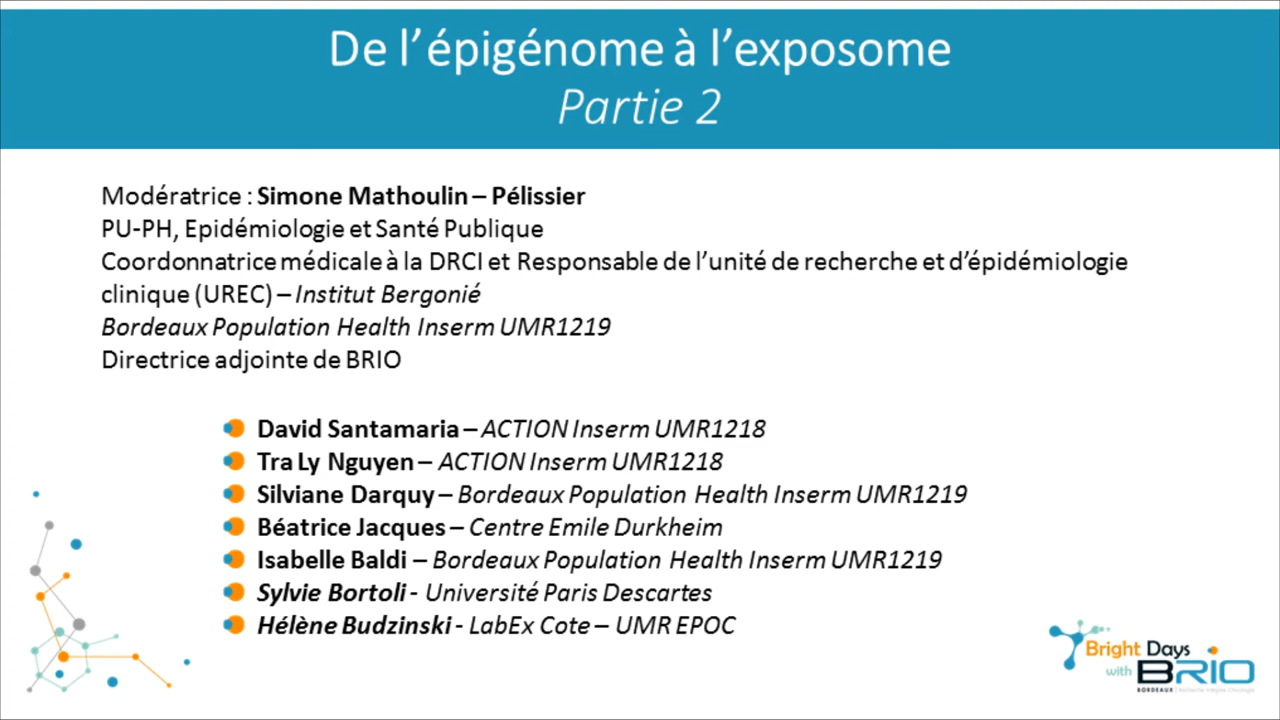 De l’épigénome à l’exposome
Partie 2
Modératrice : Simone Mathoulin – Pélissier
PU-PH, Epidémiologie et Santé Publique
Coordonnatrice médicale à la DRCI et Responsable de l’unité de recherche et d’épidémiologie
clinique (UREC) – Institut Bergonié
Bordeaux Population Health Inserm UMR1219
Directrice adjointe de BRIO
David Santamaria – ACTION Inserm UMR1218
Tra Ly Nguyen – ACTION Inserm UMR1218
Silviane Darquy – Bordeaux Population Health Inserm UMR1219
Béatrice Jacques – Centre Emile Durkheim
Isabelle Baldi – Bordeaux Population Health Inserm UMR1219
Sylvie Bortoli - Université Paris Descartes
Hélène Budzinski - LabEx Cote – UMR EPOC
Bright Days
with BRIO
BORDEAUX | Recherche Intégrée Oncologie